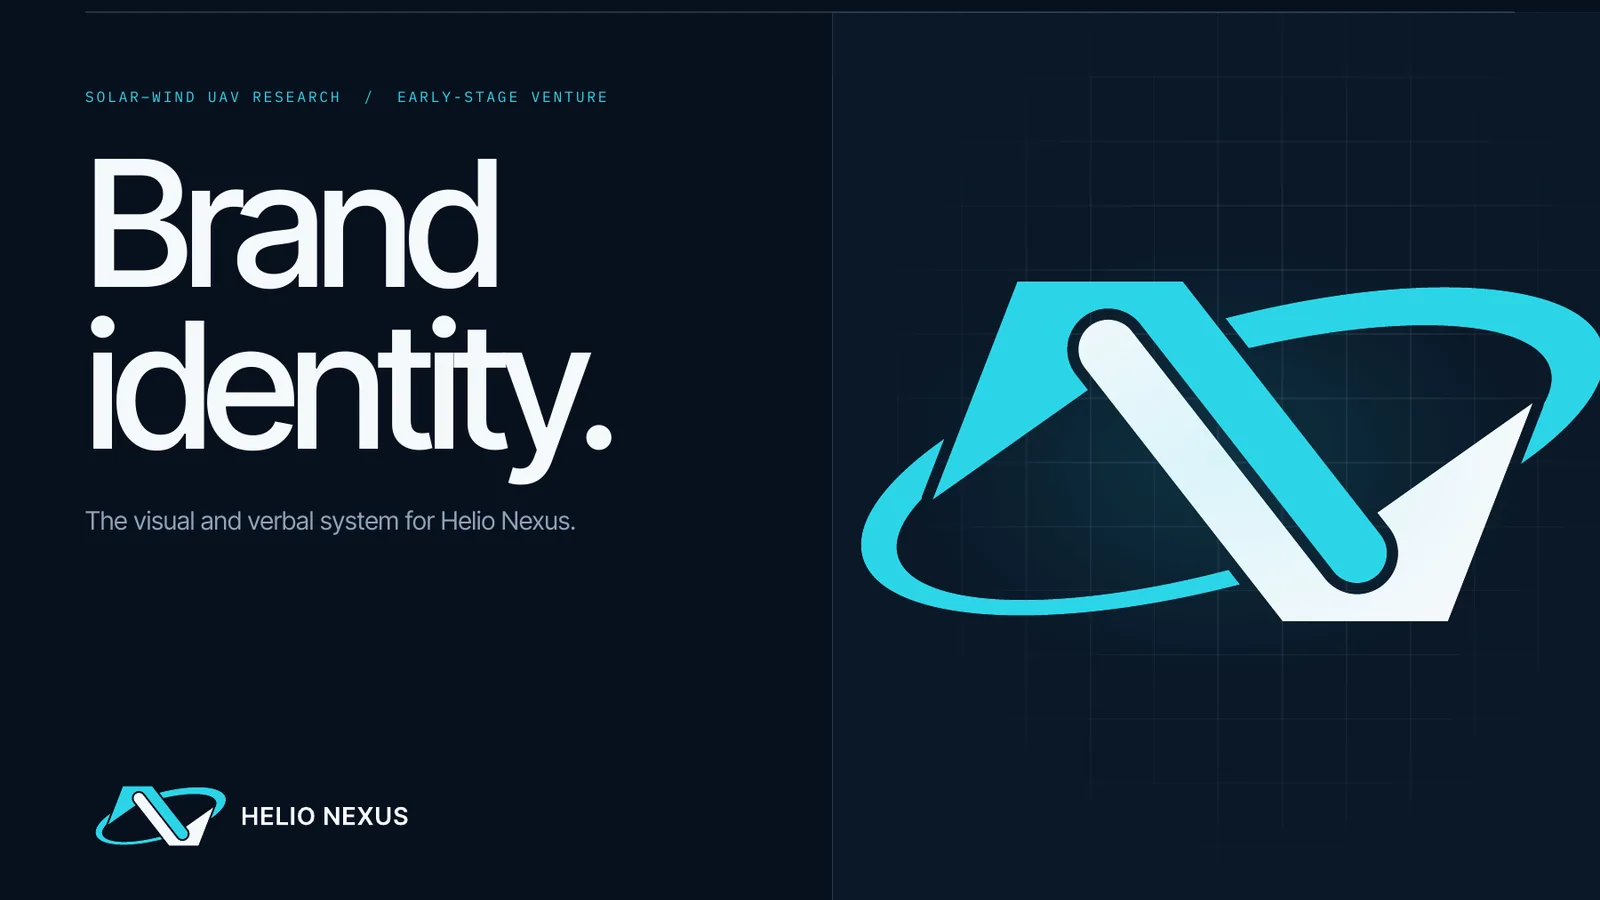 SOLAR–WIND UAV RESEARCH / EARLY-STAGE VENTURE
Brand
identity.
The visual and verbal system for Helio Nexus.
HELIO NEXUS